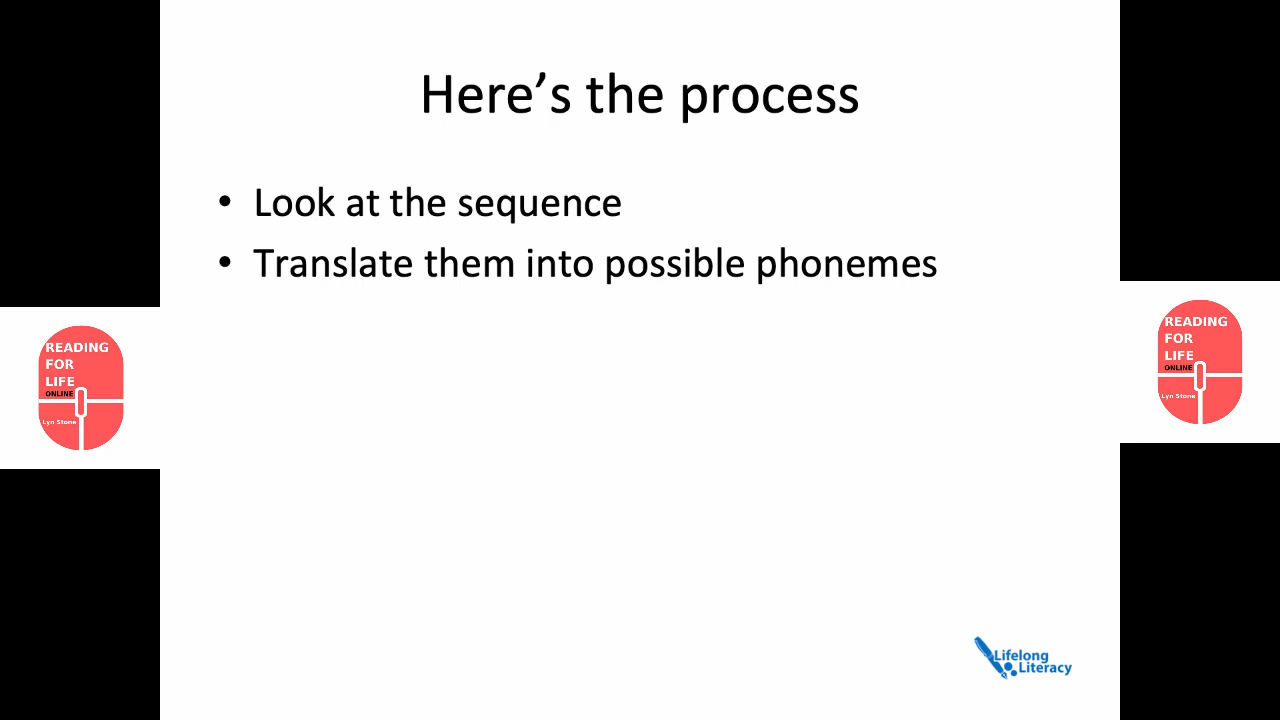 Here’s the process
• Look at the sequence
• Translate them into possible phonemes
READING
FOR
LIFE
ONLINE
Lyn Stone
READING
FOR
LIFE
ONLINE
Lyn Stone
Lifelong
Literacy